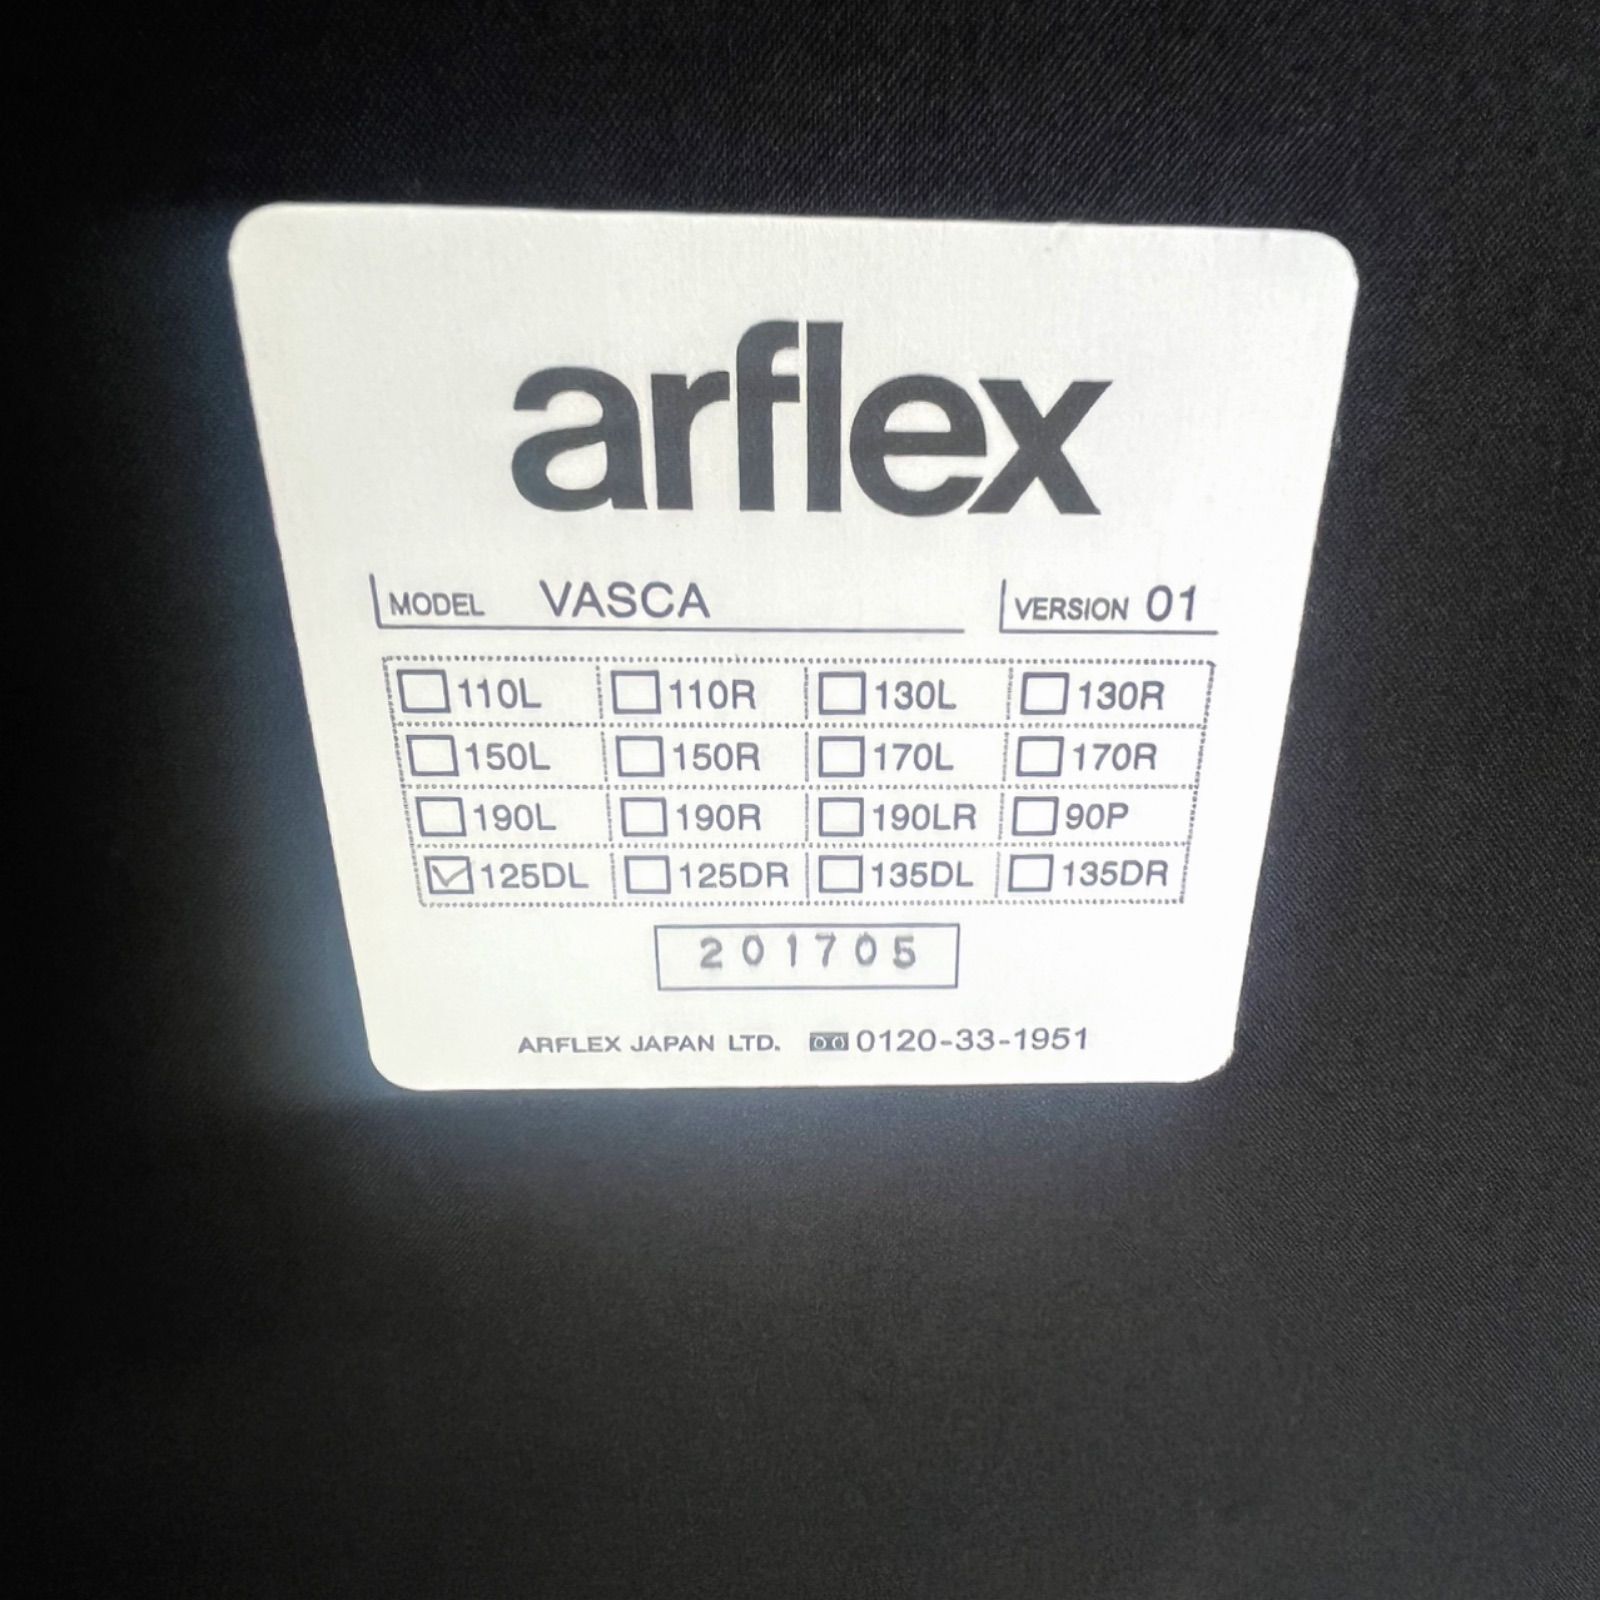 arflex
MODEL VASCA VERSION 01
☐110L ☐110R ☐130L ☐130R
☐150L ☐150R ☐170L ☐170R
☐190L ☐190R ☐190LR ☐90P
☑125DL ☐125DR ☐135DL ☐135DR
201705
ARFLEX JAPAN LTD. 0120-33-1951